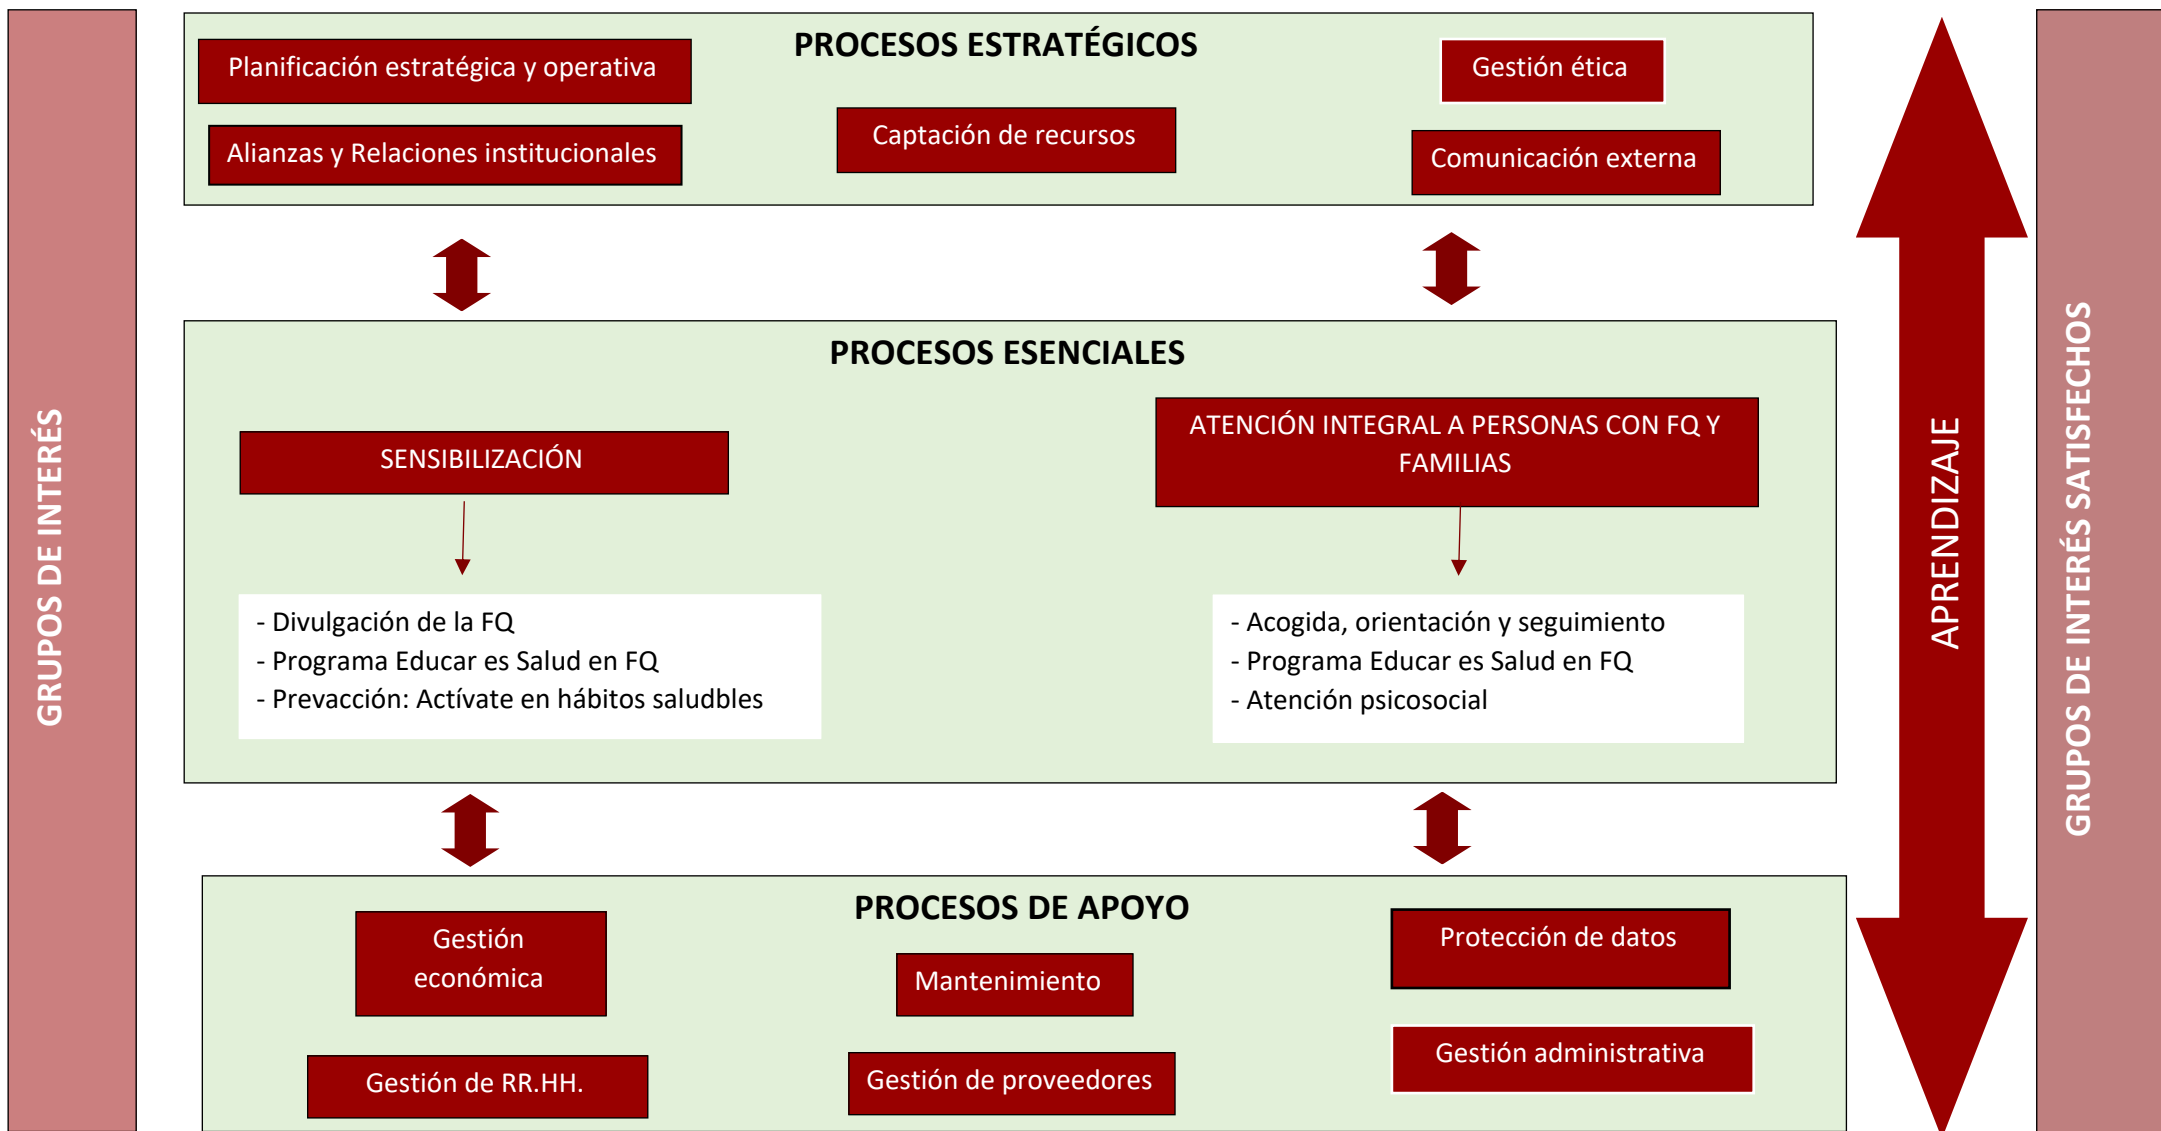 GRUPOS DE INTERÉS
PROCESOS ESTRATÉGICOS
Planificación estratégica y operativa
Gestión ética
Captación de recursos
Alianzas y Relaciones institucionales
Comunicación externa
PROCESOS ESENCIALES
SENSIBILIZACIÓN
ATENCIÓN INTEGRAL A PERSONAS CON FQ Y
FAMILIAS
- Divulgación de la FQ
- Programa Educar es Salud en FQ
- Prevacción: Actívate en hábitos saludbles
- Acogida, orientación y seguimiento
- Programa Educar es Salud en FQ
- Atención psicosocial
PROCESOS DE APOYO
Gestión
económica
Mantenimiento
Protección de datos
Gestión de RR.HH.
Gestión de proveedores
Gestión administrativa
APRENDIZAJE
GRUPOS DE INTERÉS SATISFECHOS